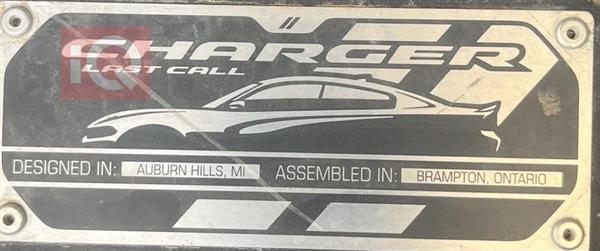 CHARGER
LAST CALL
DESIGNED IN: AUBURN HILLS, MI ASSEMBLED IN: BRAMPTON, ONTARIO